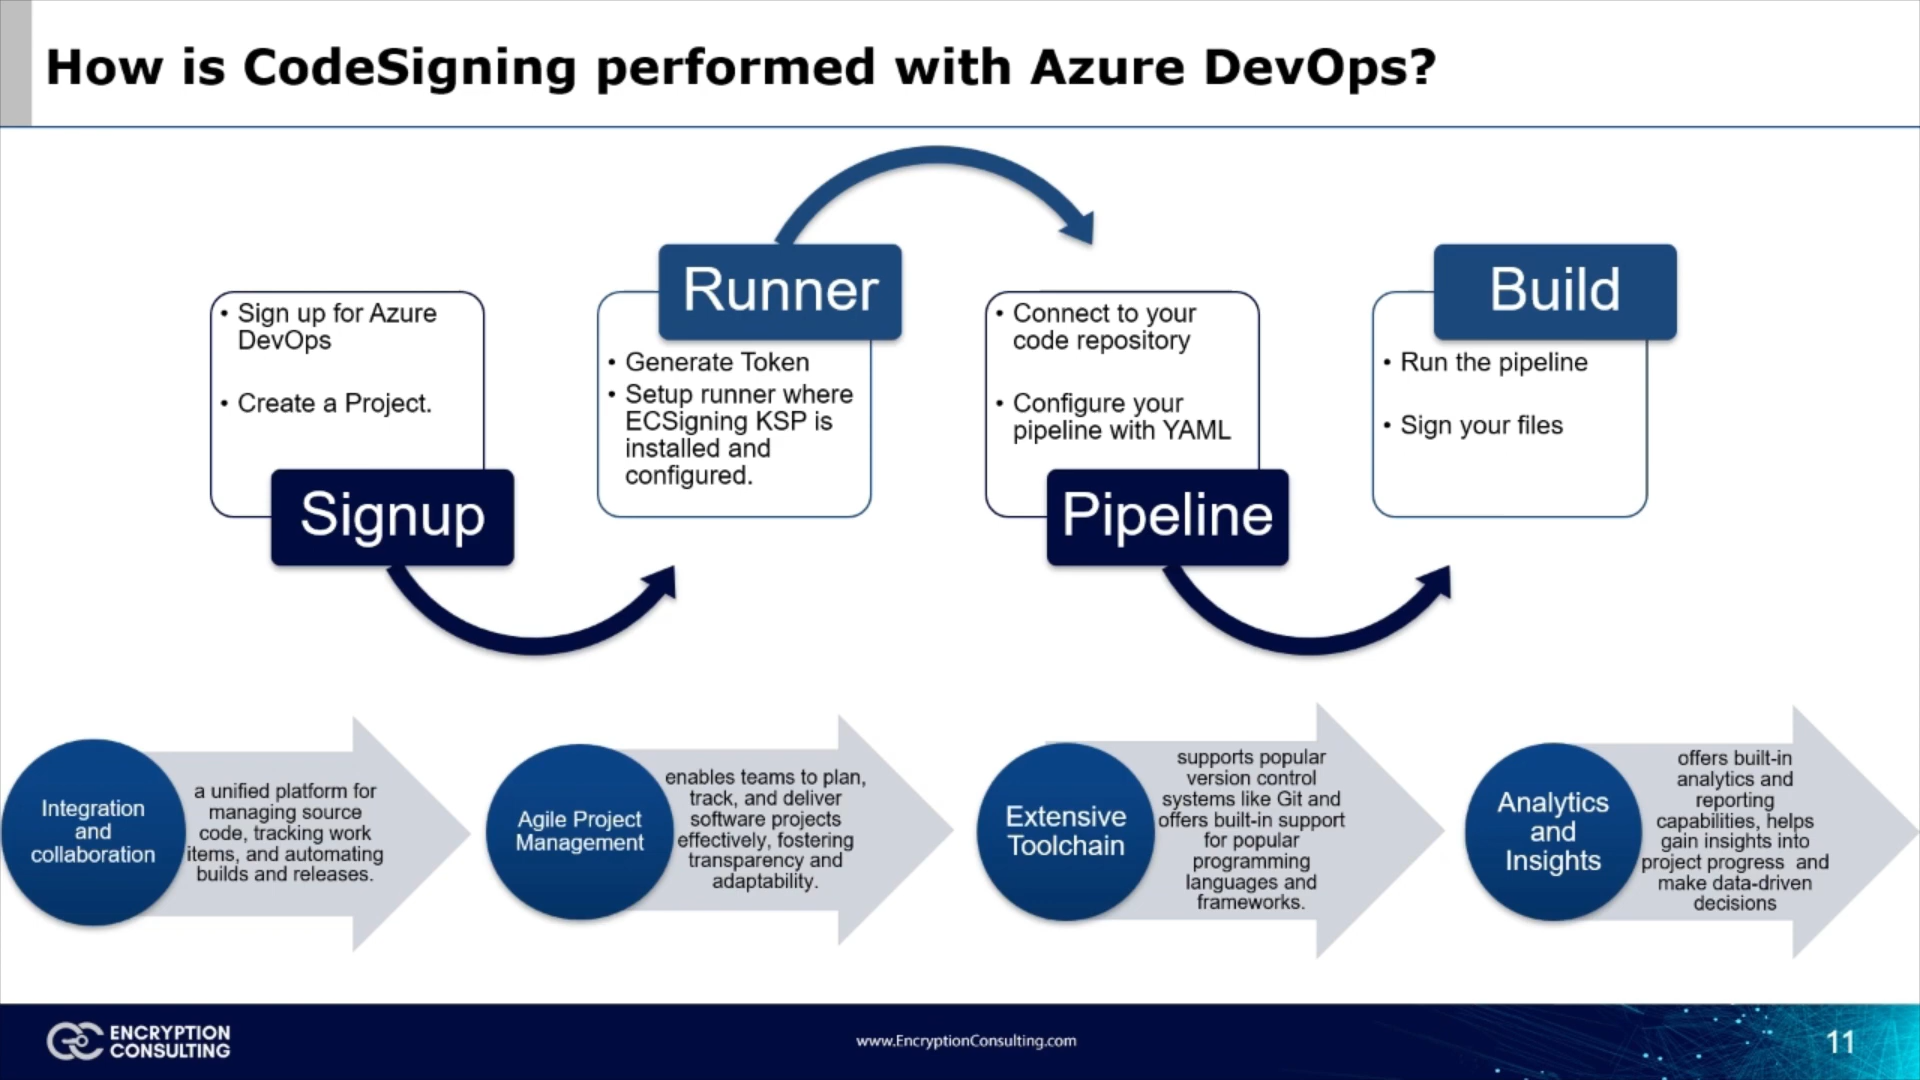 How is CodeSigning performed with Azure DevOps?
• Sign up for Azure
DevOps
• Create a Project.
Signup
Runner
• Generate Token
• Setup runner where
ECSigning KSP is
installed and
configured.
• Connect to your
code repository
• Configure your
pipeline with YAML
Pipeline
Build
• Run the pipeline
• Sign your files
Integration
and
collaboration
a unified platform for
managing source
code, tracking work
items, and automating
builds and releases.
Agile Project
Management
enables teams to plan,
track, and deliver
software projects
effectively, fostering
transparency and
adaptability.
Extensive
Toolchain
supports popular
version control
systems like Git and
offers built-in support
for popular
programming
languages and
frameworks.
Analytics
and
Insights
offers built-in
analytics and
reporting
capabilities, helps
gain insights into
project progress and
make data-driven
decisions
ENCRYPTION
CONSULTING
www.EncryptionConsulting.com
11